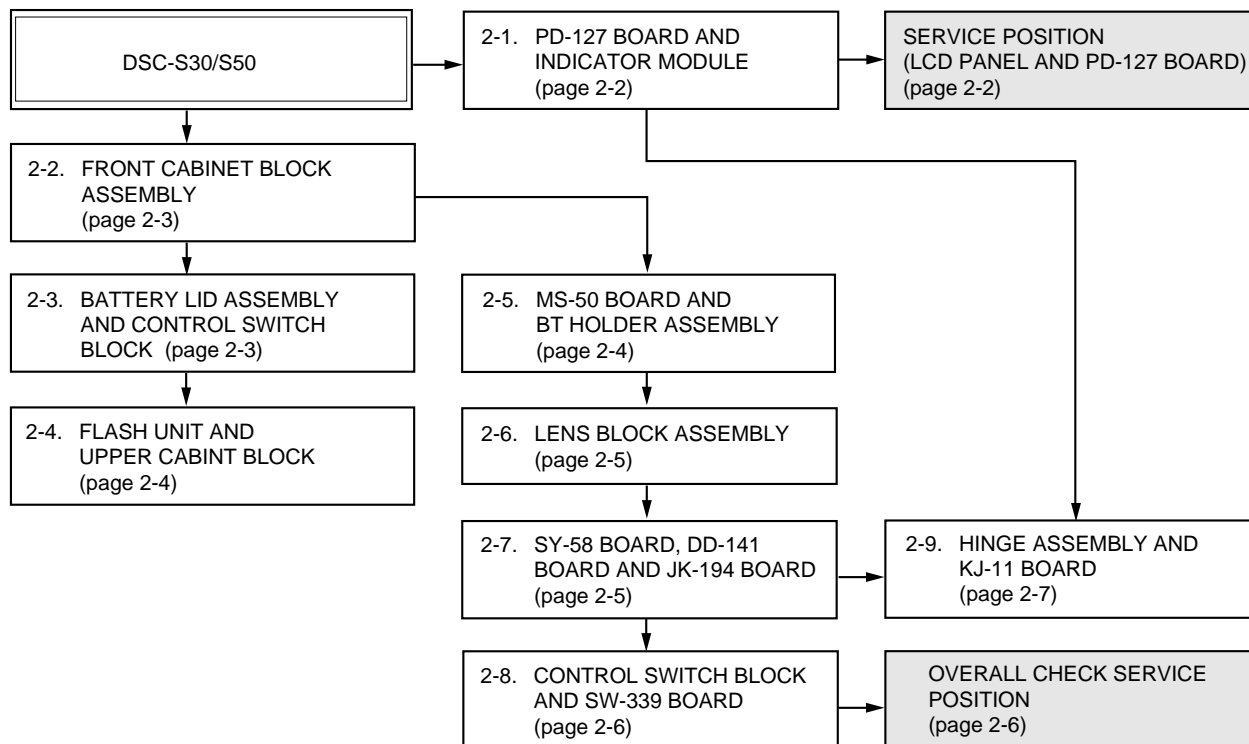 DSC-S30/S50
2-1. PD-127 BOARD AND
INDICATOR MODULE
(page 2-2)
SERVICE POSITION
(LCD PANEL AND PD-127 BOARD)
(page 2-2)
2-2. FRONT CABINET BLOCK
ASSEMBLY
(page 2-3)
2-3. BATTERY LID ASSEMBLY
AND CONTROL SWITCH
BLOCK (page 2-3)
2-5. MS-50 BOARD AND
BT HOLDER ASSEMBLY
(page 2-4)
2-4. FLASH UNIT AND
UPPER CABINT BLOCK
(page 2-4)
2-6. LENS BLOCK ASSEMBLY
(page 2-5)
2-7. SY-58 BOARD, DD-141
BOARD AND JK-194 BOARD
(page 2-5)
2-9. HINGE ASSEMBLY AND
KJ-11 BOARD
(page 2-7)
2-8. CONTROL SWITCH BLOCK
AND SW-339 BOARD
(page 2-6)
OVERALL CHECK SERVICE
POSITION
(page 2-6)